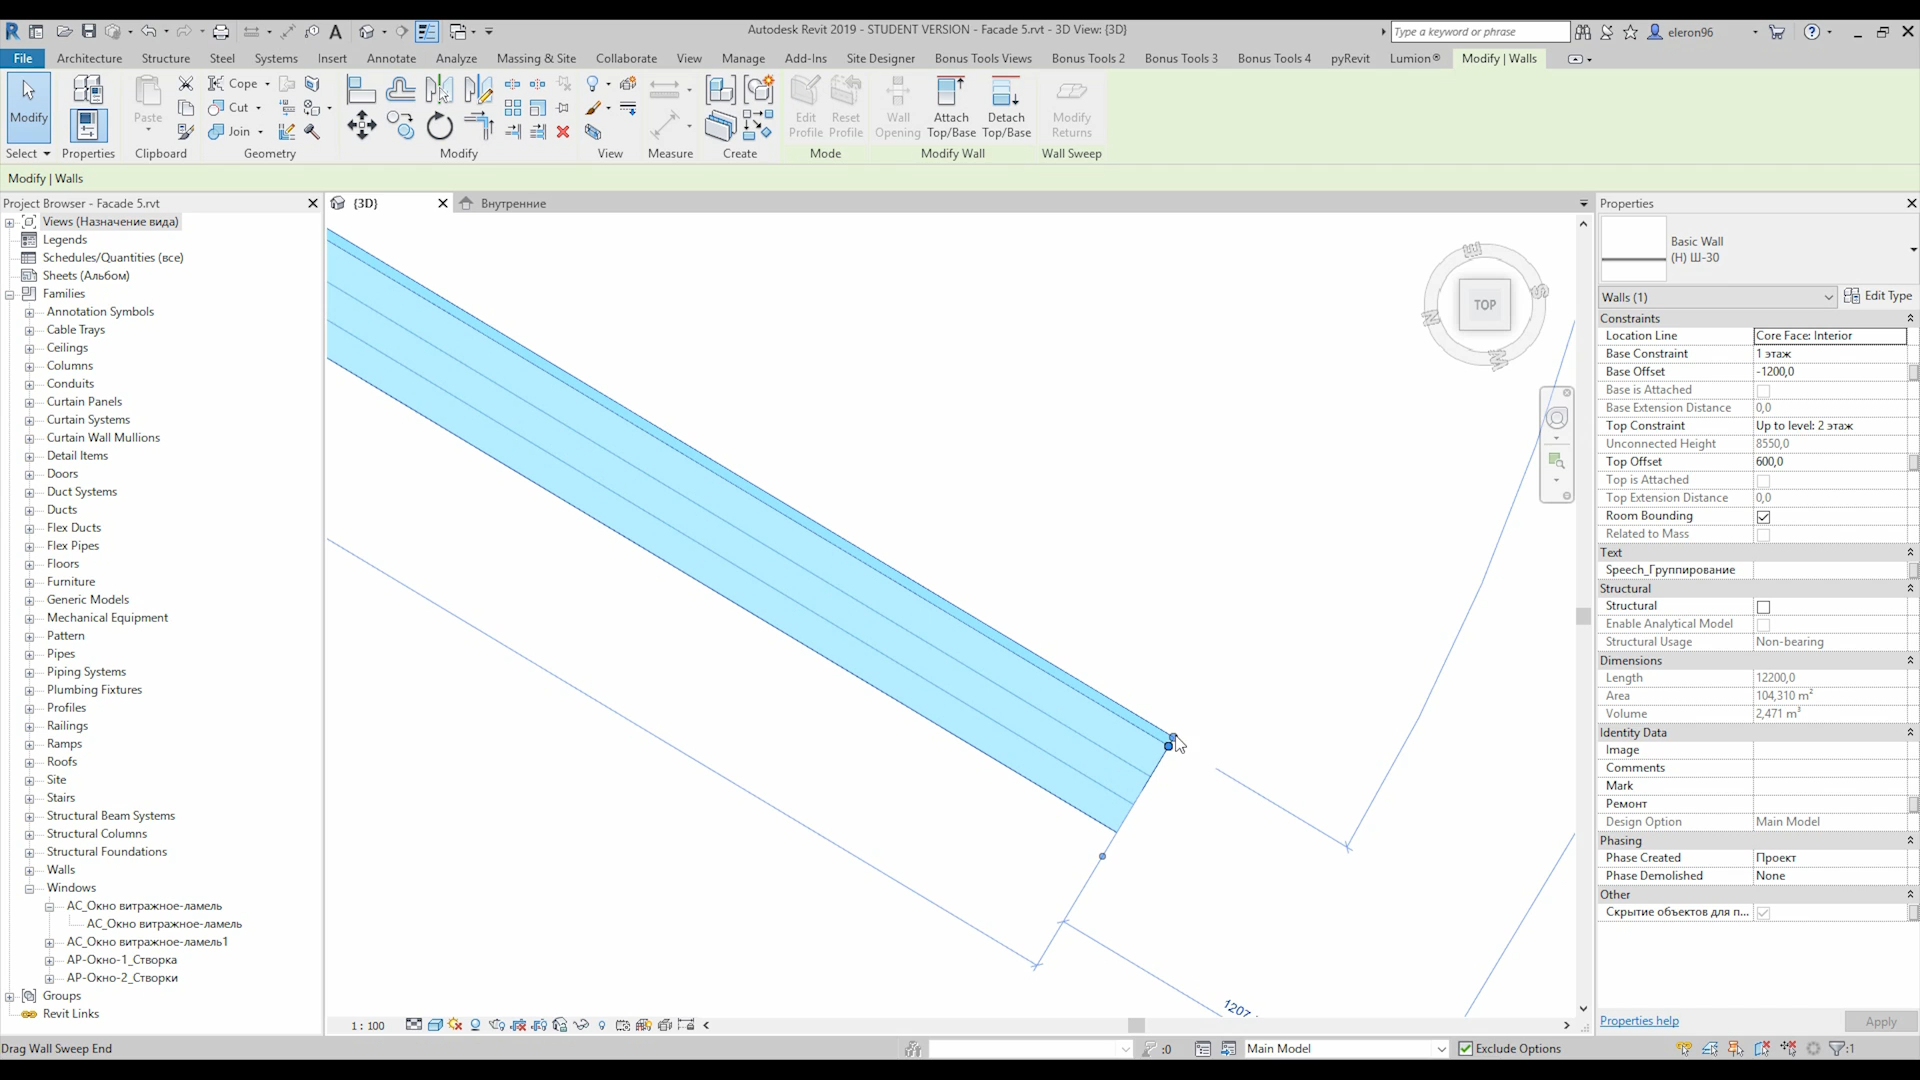 Autodesk Revit 2019 - STUDENT VERSION - Facade 5.rvt - 3D View: {3D}
Type a keyword or phrase
eleron96
File
Architecture
Structure
Steel
Systems
Insert
Annotate
Analyze
Massing & Site
Collaborate
View
Manage
Add-Ins
Site Designer
Bonus Tools Views
Bonus Tools 2
Bonus Tools 3
Bonus Tools 4
pyRevit
Lumion®
Modify | Walls
Modify
Paste
Cope
Cut
Join
Edit
Profile
Reset
Profile
Wall
Opening
Attach
Top/Base
Detach
Top/Base
Modify
Returns
Select
Properties
Clipboard
Geometry
Modify
View
Measure
Create
Mode
Modify Wall
Wall Sweep
Modify | Walls
Project Browser - Facade 5.rvt
Views (Назначение вида)
Legends
Schedules/Quantities (все)
Sheets (Альбом)
Families
Annotation Symbols
Cable Trays
Ceilings
Columns
Conduits
Curtain Panels
Curtain Systems
Curtain Wall Mullions
Detail Items
Doors
Duct Systems
Ducts
Flex Ducts
Flex Pipes
Floors
Furniture
Generic Models
Mechanical Equipment
Pattern
Pipes
Piping Systems
Plumbing Fixtures
Profiles
Railings
Ramps
Roofs
Site
Stairs
Structural Beam Systems
Structural Columns
Structural Foundations
Walls
Windows
АС_Окно витражное-ламель
АС_Окно витражное-ламель
АС_Окно витражное-ламель1
АР-Окно-1_Створка
АР-Окно-2_Створки
Groups
Revit Links
{3D}
Внутренние
TOP
E
S
W
N
1207
1 : 100
Properties
Basic Wall
(Н) Ш-30
Walls (1)
Edit Type
Constraints
Location Line Core Face: Interior
Base Constraint 1 этаж
Base Offset -1200,0
Base is Attached
Base Extension Distance 0,0
Top Constraint Up to level: 2 этаж
Unconnected Height 8550,0
Top Offset 600,0
Top is Attached
Top Extension Distance 0,0
Room Bounding
Related to Mass
Text
Speech_Группирование
Structural
Structural
Enable Analytical Model
Structural Usage Non-bearing
Dimensions
Length 12200,0
Area 104,310 m²
Volume 2,471 m³
Identity Data
Image
Comments
Mark
Ремонт
Design Option Main Model
Phasing
Phase Created Проект
Phase Demolished None
Other
Скрытие объектов для п...
Properties help
Apply
Drag Wall Sweep End
:0
Main Model
Exclude Options
:1